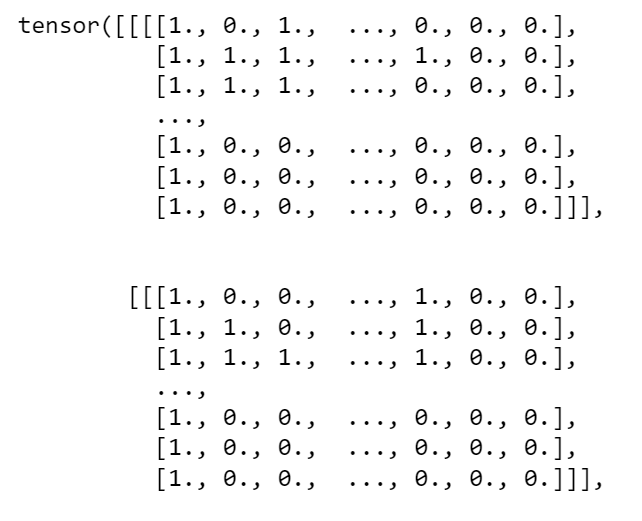 tensor([[[[1., 0., 1.,  ..., 0., 0., 0.],
          [1., 1., 1.,  ..., 1., 0., 0.],
          [1., 1., 1.,  ..., 0., 0., 0.],
          ...,
          [1., 0., 0.,  ..., 0., 0., 0.],
          [1., 0., 0.,  ..., 0., 0., 0.],
          [1., 0., 0.,  ..., 0., 0., 0.]]],
        [[[1., 0., 0.,  ..., 1., 0., 0.],
          [1., 1., 0.,  ..., 1., 0., 0.],
          [1., 1., 1.,  ..., 1., 0., 0.],
          ...,
          [1., 0., 0.,  ..., 0., 0., 0.],
          [1., 0., 0.,  ..., 0., 0., 0.],
          [1., 0., 0.,  ..., 0., 0., 0.]]],